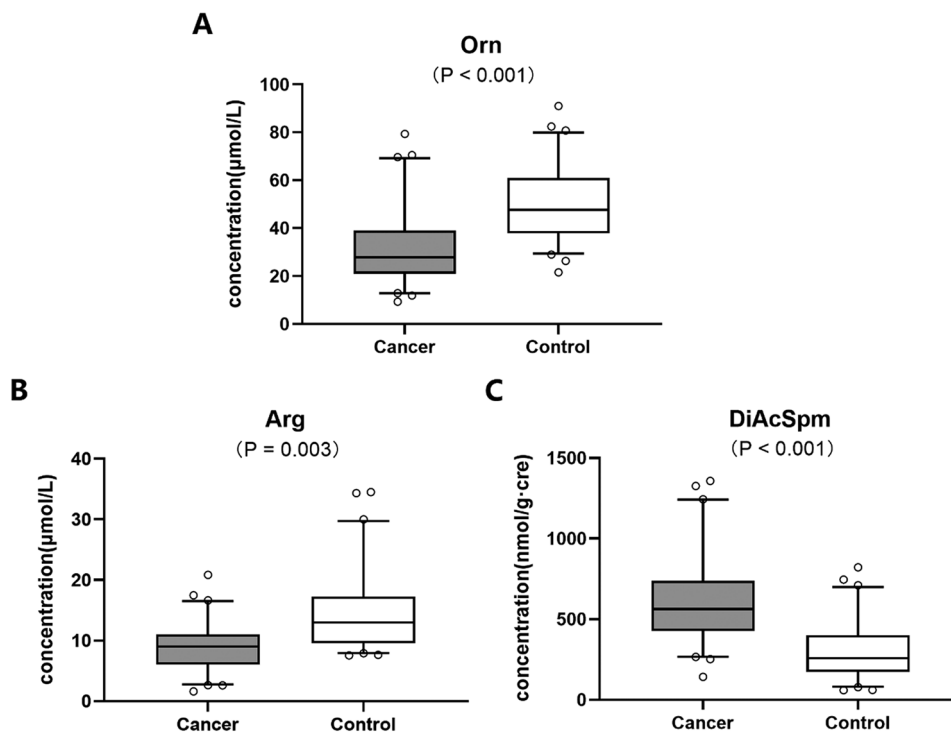 A
Orn
(P < 0.001)
concentration(μmol/L)
100
80
60
40
20
0
Cancer Control
B
Arg
(P = 0.003)
concentration(μmol/L)
40
30
20
10
0
Cancer Control
C
DiAcSpm
(P < 0.001)
concentration(nmol/g·cre)
1500
1000
500
0
Cancer Control